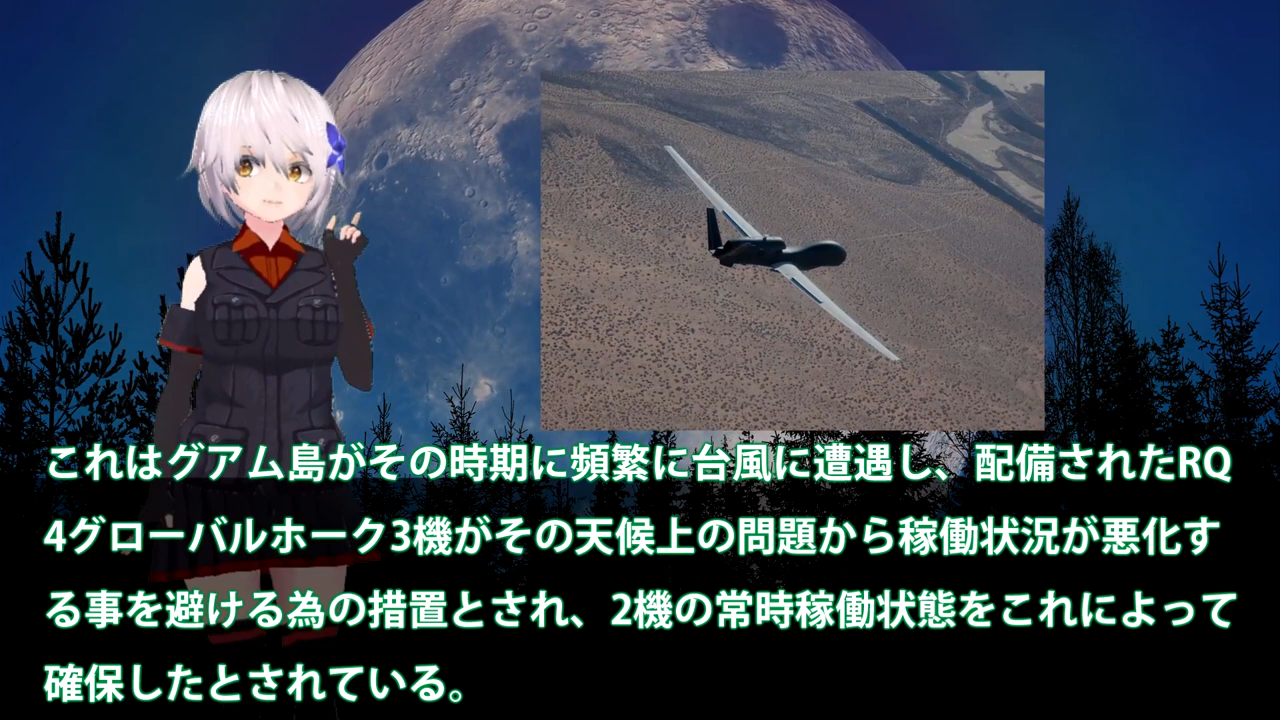 これはグアム島がその時期に頻繁に台風に遭遇し、配備されたRQ
4グローバルホーク3機がその天候上の問題から稼働状況が悪化す
る事を避ける為の措置とされ、2機の常時稼働状態をこれによって
確保したとされている。